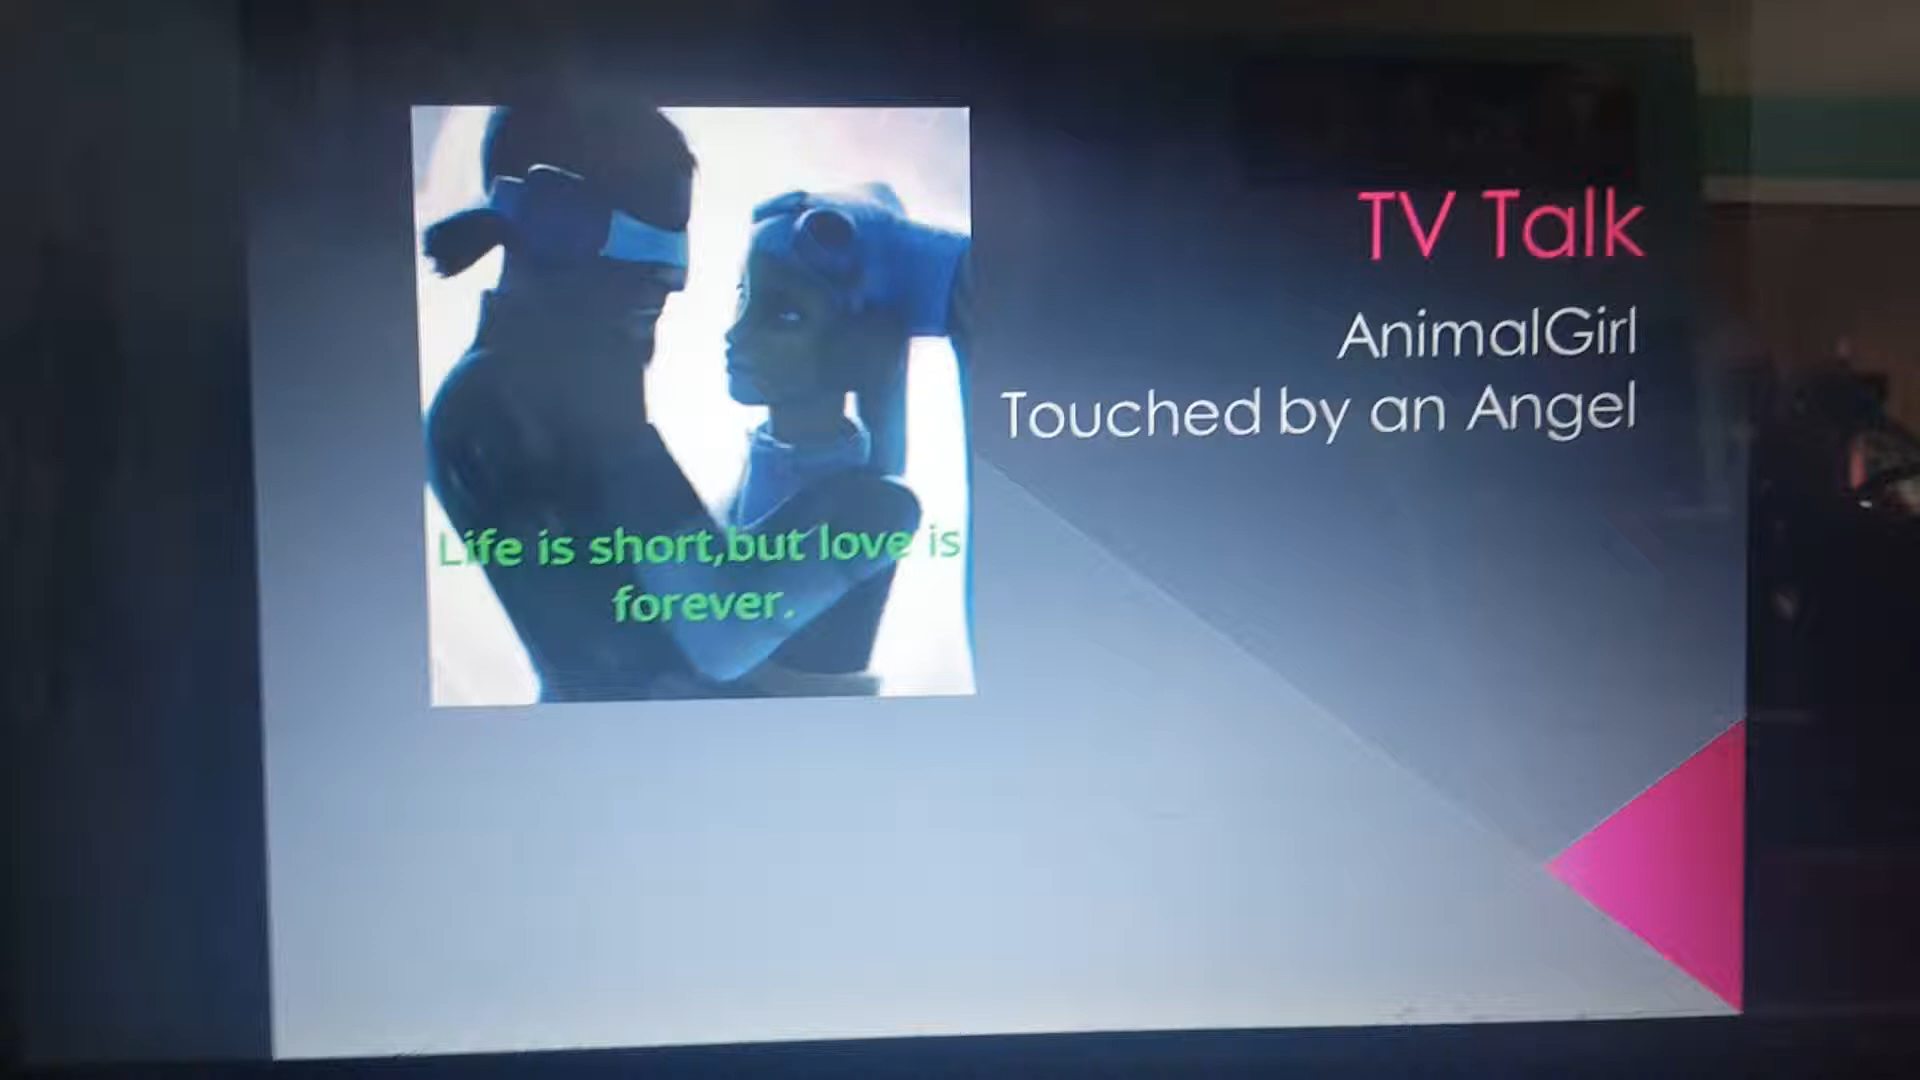 TV Talk
AnimalGirl
Touched by an Angel
Life is short,but love is
forever.